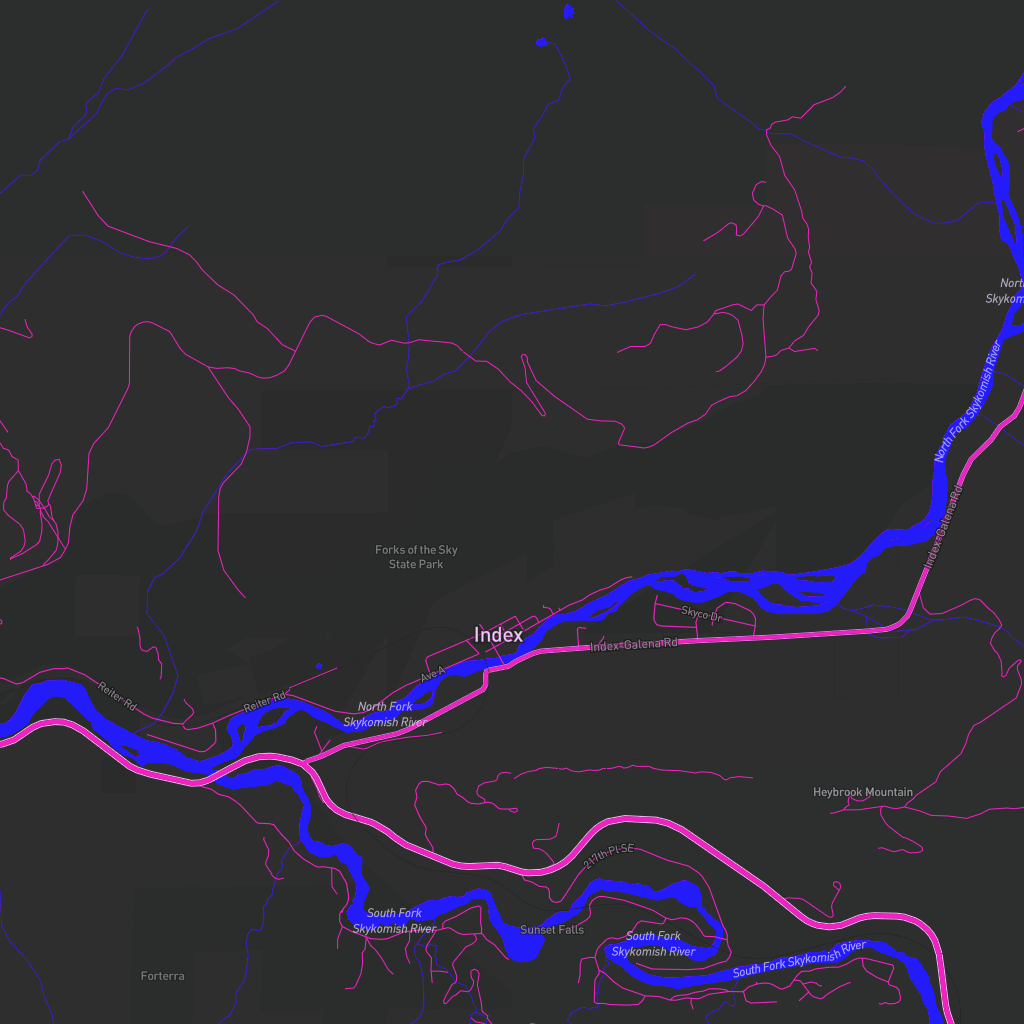 North
Skykom
North Fork Skykomish River
Index-Galena Rd
Forks of the Sky
State Park
Skyco Dr
Index
Index-Galena Rd
Ave A
Reiter Rd
Reiter Rd
North Fork
Skykomish River
Heybrook Mountain
217th Pl SE
South Fork
Skykomish River
Sunset Falls
South Fork
Skykomish River
South Fork Skykomish River
Forterra